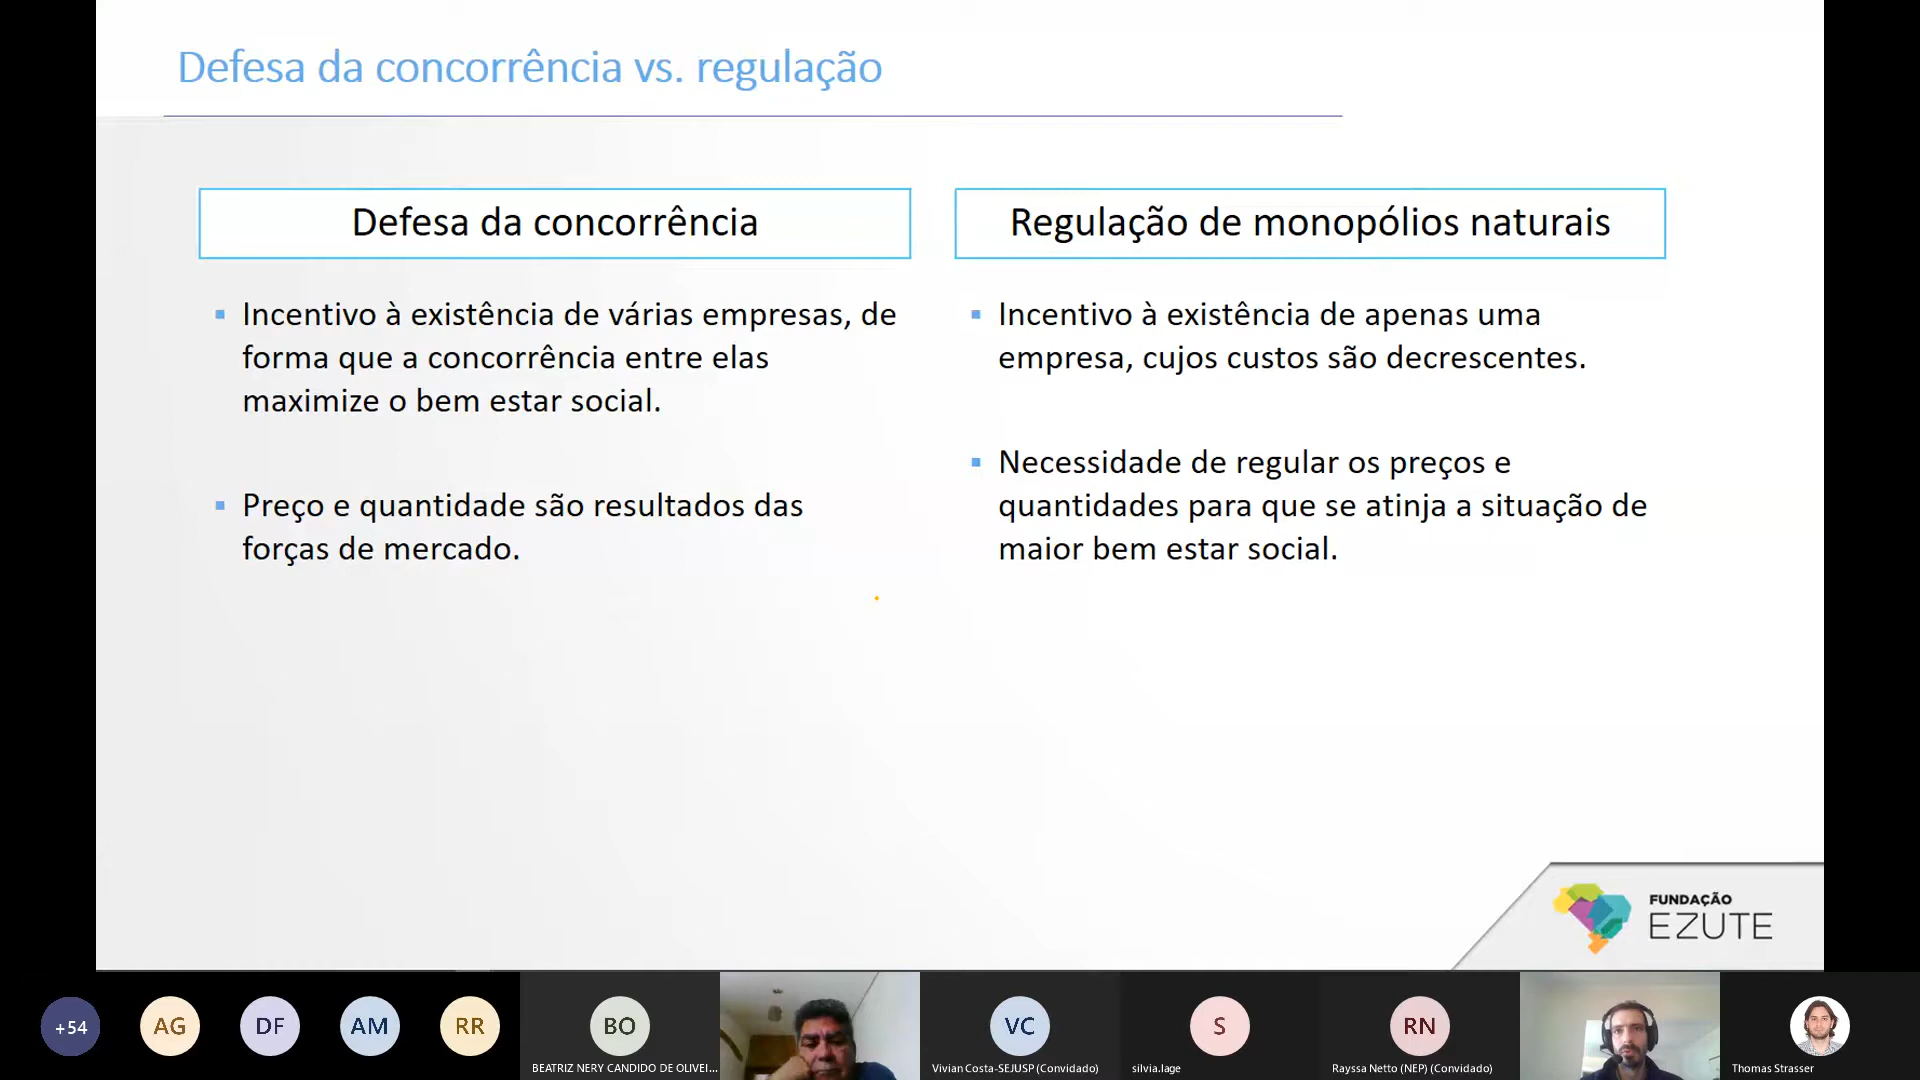 Defesa da concorrência vs. regulação
Defesa da concorrência
Incentivo à existência de várias empresas, de
forma que a concorrência entre elas
maximize o bem estar social.
Preço e quantidade são resultados das
forças de mercado.
Regulação de monopólios naturais
Incentivo à existência de apenas uma
empresa, cujos custos são decrescentes.
Necessidade de regular os preços e
quantidades para que se atinja a situação de
maior bem estar social.
FUNDAÇÃO
EZUTE
+54
AG
DF
AM
RR
BO
BEATRIZ NERY CANDIDO DE OLIVEI...
VC
Vivian Costa-SEJUSP (Convidado)
S
silvia.lage
RN
Rayssa Netto (NEP) (Convidado)
Thomas Strasser